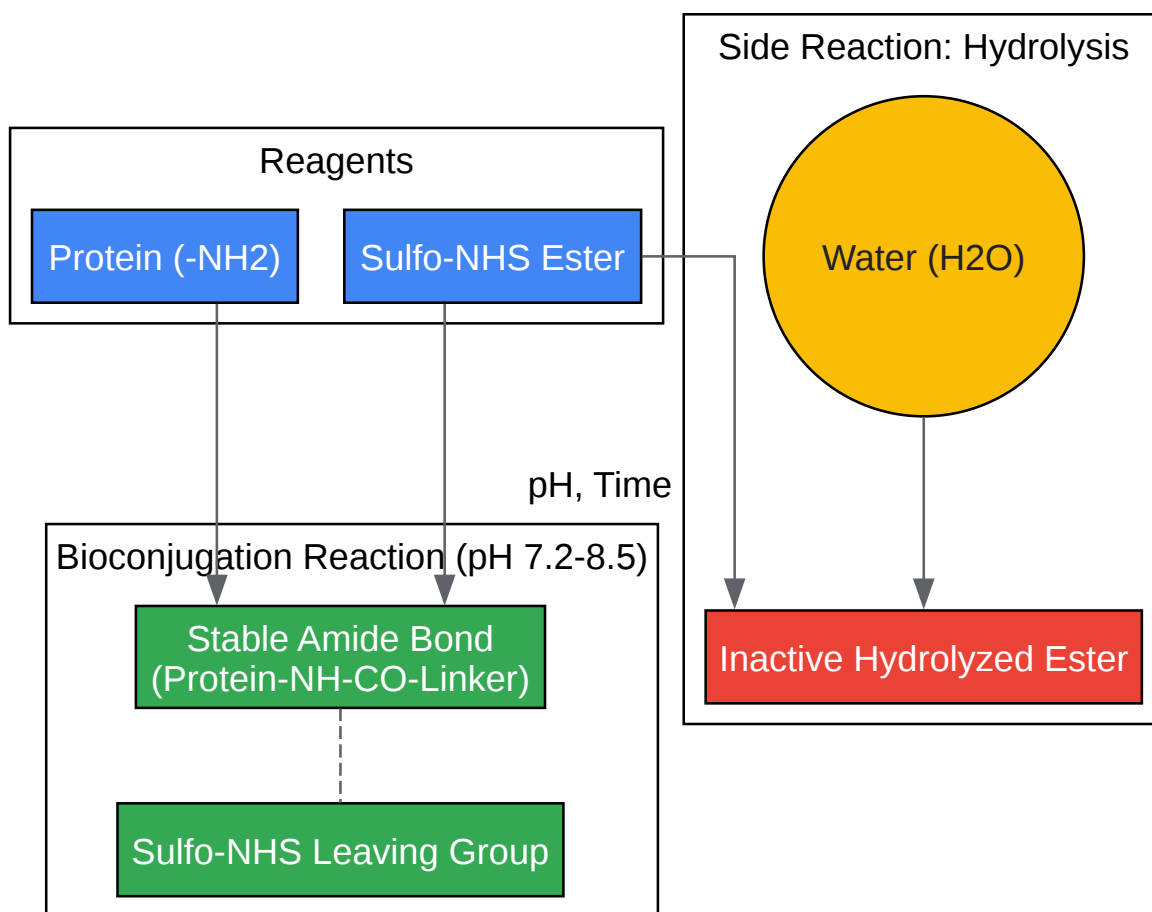 Side Reaction: Hydrolysis
Reagents
Protein (-NH2)
Sulfo-NHS Ester
Water (H2O)
pH, Time
Bioconjugation Reaction (pH 7.2-8.5)
Stable Amide Bond
(Protein-NH-CO-Linker)
Inactive Hydrolyzed Ester
Sulfo-NHS Leaving Group